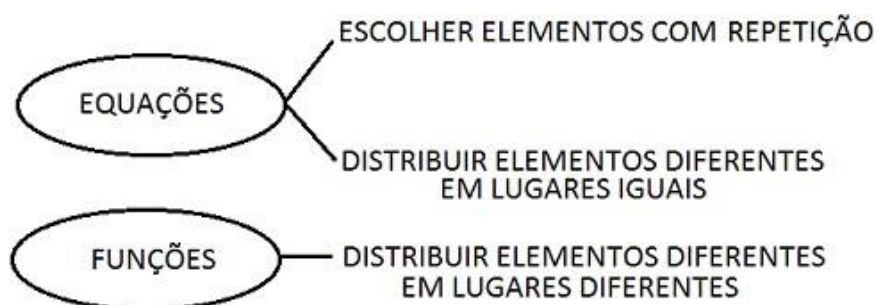 ESCOLHER ELEMENTOS COM REPETIÇÃO
EQUAÇÕES
DISTRIBUIR ELEMENTOS DIFERENTES
EM LUGARES IGUAIS
FUNÇÕES
DISTRIBUIR ELEMENTOS DIFERENTES
EM LUGARES DIFERENTES